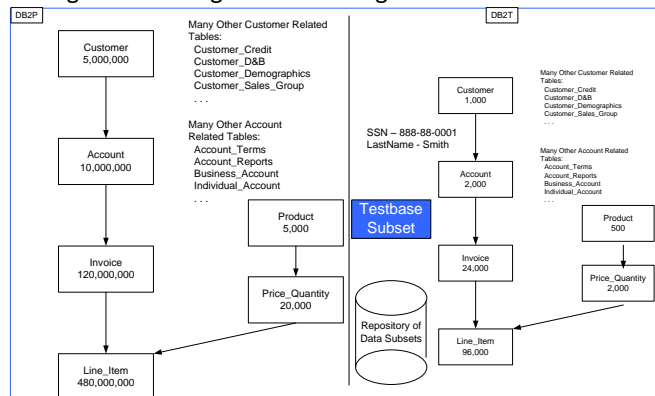 DB2P
Customer
5,000,000
Many Other Customer Related
Tables:
Customer_Credit
Customer_D&B
Customer_Demographics
Customer_Sales_Group
. . .
Account
10,000,000
Many Other Account
Related Tables:
Account_Terms
Account_Reports
Business_Account
Individual_Account
. . .
Product
5,000
Invoice
120,000,000
Price_Quantity
20,000
Line_Item
480,000,000
Testbase
Subset
Repository of
Data Subsets
DB2T
Customer
1,000
Many Other Customer Related
Tables:
Customer_Credit
Customer_D&B
Customer_Demographics
Customer_Sales_Group
. . .
SSN – 888-88-0001
LastName - Smith
Account
2,000
Many Other Account Related
Tables:
Account_Terms
Account_Reports
Business_Account
Individual_Account
. . .
Product
500
Invoice
24,000
Price_Quantity
2,000
Line_Item
96,000